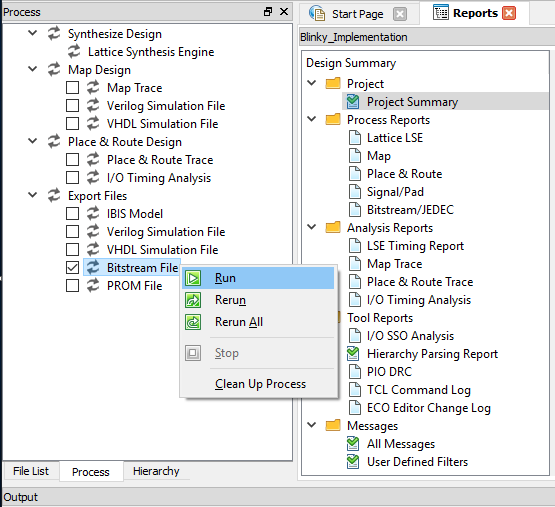 Process
Synthesize Design
Lattice Synthesis Engine
Map Design
Map Trace
Verilog Simulation File
VHDL Simulation File
Place & Route Design
Place & Route Trace
I/O Timing Analysis
Export Files
IBIS Model
Verilog Simulation File
VHDL Simulation File
Bitstream File
PROM File
Run
Rerun
Rerun All
Stop
Clean Up Process
File List
Process
Hierarchy
Output
Start Page
Reports
Blinky_Implementation
Design Summary
Project
Project Summary
Process Reports
Lattice LSE
Map
Place & Route
Signal/Pad
Bitstream/JEDEC
Analysis Reports
LSE Timing Report
Map Trace
Place & Route Trace
I/O Timing Analysis
Tool Reports
I/O SSO Analysis
Hierarchy Parsing Report
PIO DRC
TCL Command Log
ECO Editor Change Log
Messages
All Messages
User Defined Filters